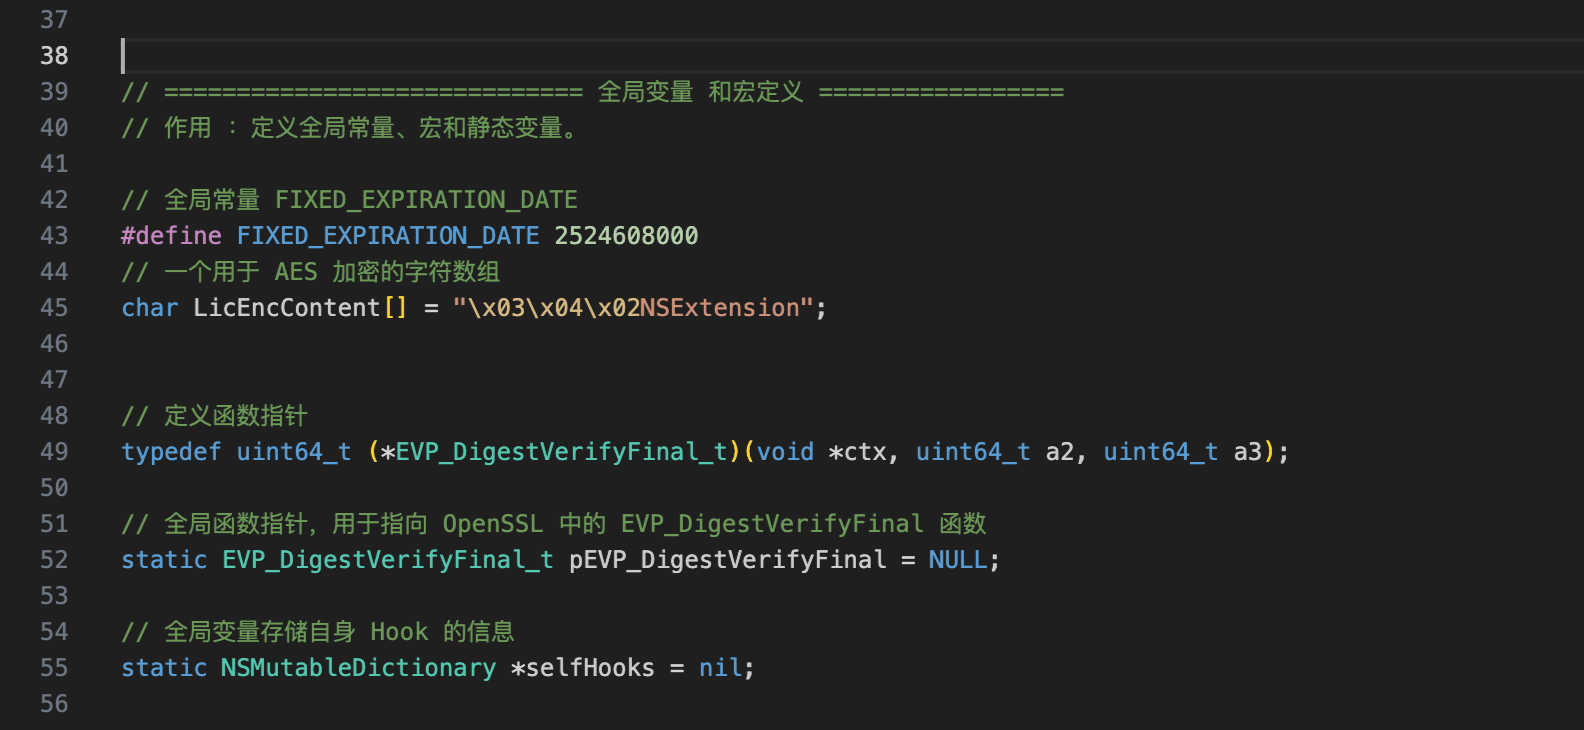 37
38
39 // ============================= 全局变量 和宏定义 =================
40 // 作用 : 定义全局常量、宏和静态变量。
41
42 // 全局常量 FIXED_EXPIRATION_DATE
43 #define FIXED_EXPIRATION_DATE 2524608000
44 // 一个用于 AES 加密的字符数组
45 char LicEncContent[] = "\x03\x04\x02NSExtension";
46
47
48 // 定义函数指针
49 typedef uint64_t (*EVP_DigestVerifyFinal_t)(void *ctx, uint64_t a2, uint64_t a3);
50
51 // 全局函数指针，用于指向 OpenSSL 中的 EVP_DigestVerifyFinal 函数
52 static EVP_DigestVerifyFinal_t pEVP_DigestVerifyFinal = NULL;
53
54 // 全局变量存储自身 Hook 的信息
55 static NSMutableDictionary *selfHooks = nil;
56